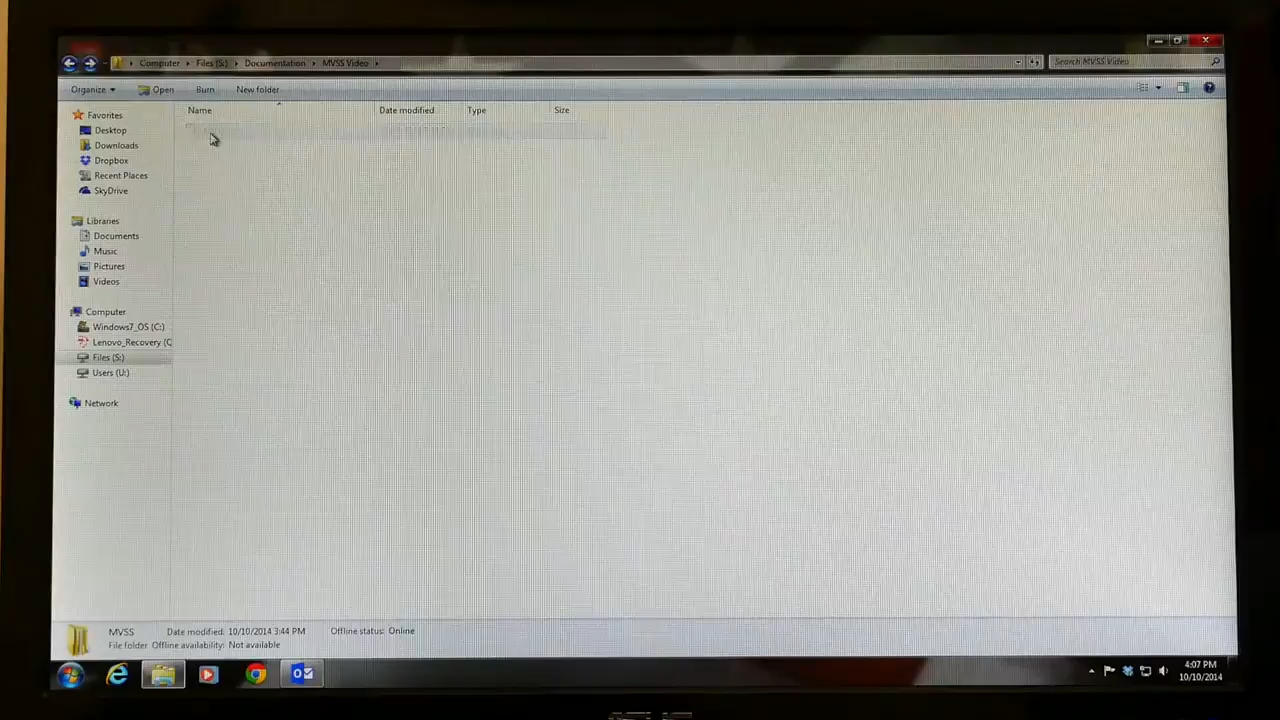 Computer ▸ Files (S:) ▸ Documentation ▸ MVSS Video ▸
Search MVSS Video
Organize ▾ Open Burn New folder
Name Date modified Type Size
Favorites
Desktop
Downloads
Dropbox
Recent Places
SkyDrive
Libraries
Documents
Music
Pictures
Videos
Computer
Windows7_OS (C:)
Lenovo_Recovery (Q
Files (S:)
Users (U:)
Network
MVSS Date modified: 10/10/2014 3:44 PM Offline status: Online
File folder Offline availability: Not available
4:07 PM
10/10/2014